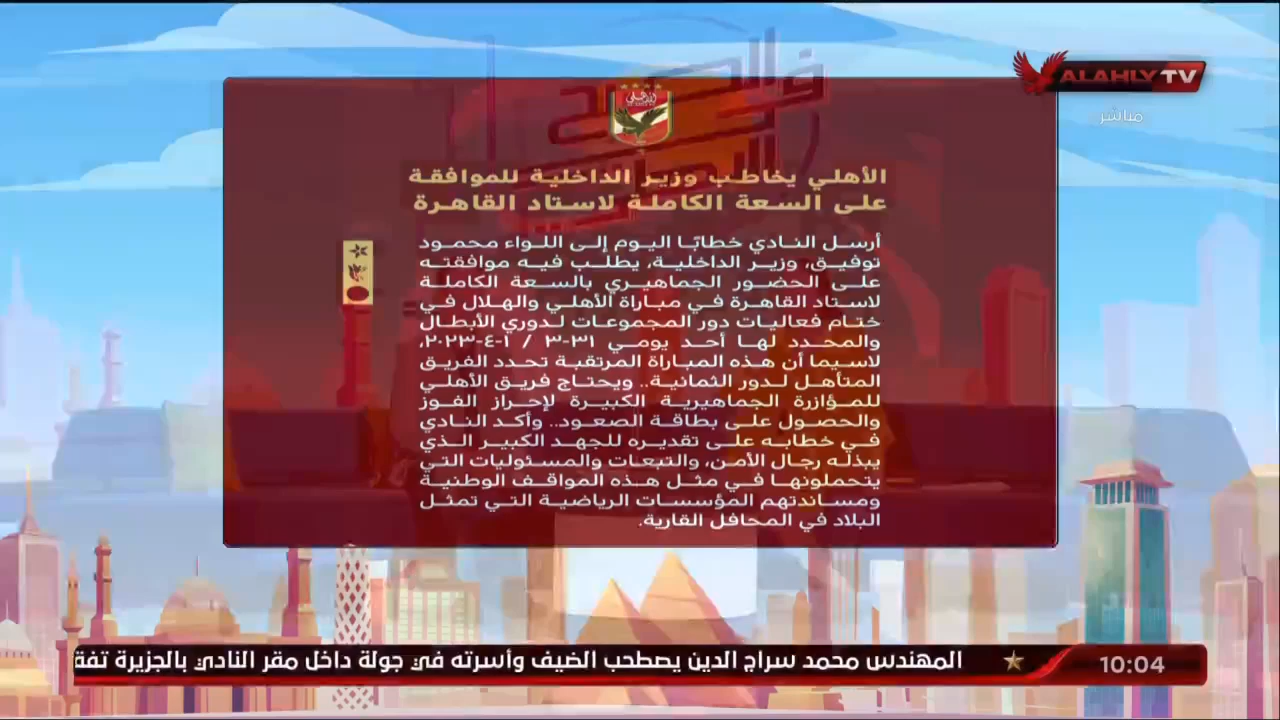 ALAHLY TV
مباشر
الأهلي يخاطب وزير الداخلية للموافقة
على السعة الكاملة لاستاد القاهرة
أرسل النادي خطابًا اليوم إلى اللواء محمود
توفيق، وزير الداخلية، يطلب فيه موافقته
على الحضور الجماهيري بالسعة الكاملة
لاستاد القاهرة في مباراة الأهلي والهلال في
ختام فعاليات دور المجموعات لدوري الأبطال
والمحدد لها أحد يومي ٣١-٣ / ١-٤-٢٠٢٣،
لاسيما أن هذه المباراة المرتقبة تحدد الفريق
المتأهل لدور الثمانية.. ويحتاج فريق الأهلي
للمؤازرة الجماهيرية الكبيرة لإحراز الفوز
والحصول على بطاقة الصعود.. وأكد النادي
في خطابه على تقديره للجهد الكبير الذي
يبذله رجال الأمن، والتبعات والمسئوليات التي
يتحملونها في مثل هذه المواقف الوطنية
ومساندتهم المؤسسات الرياضية التي تمثل
البلاد في المحافل القارية.
المهندس محمد سراج الدين يصطحب الضيف وأسرته في جولة داخل مقر النادي بالجزيرة تفق
10:04